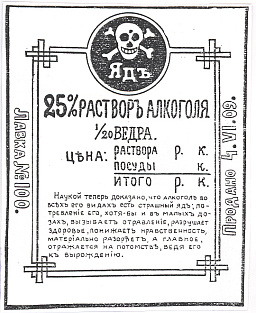 Ядъ
25% РАСТВОРЪ АЛКОГОЛЯ
1/20 ВЕДРА.
ЦѢНА: РАСТВОРА Р. К.
ПОСУДЫ К.
ИТОГО Р. К.
НАУКОЙ ТЕПЕРЬ ДОКАЗАНО, ЧТО АЛКОГОЛЬ ВО
ВСѢХЪ ЕГО ВИДАХЪ ЕСТЬ СТРАШНЫЙ ЯДЪ; ПО-
ТРЕБЛЕНІЕ ЕГО, ХОТЯ-БЫ И ВЪ МАЛЫХЪ ДО-
ЗАХЪ, ВЫЗЫВАЕТЪ ОТРАВЛЕНІЕ, РАЗРУШАЕТЪ
ЗДОРОВЬЕ, ПОНИЖАЕТЪ НРАВСТВЕННОСТЬ,
МАТЕРІАЛЬНО РАЗОРЯЕТЪ, А ГЛАВНОЕ,
ОТРАЖАЕТСЯ НА ПОТОМСТВѢ, ВЕДЯ ЕГО
КЪ ВЫРОЖДЕНІЮ.
ЛАВКА № 100.
ПРОДАНО 4. VI. 09.